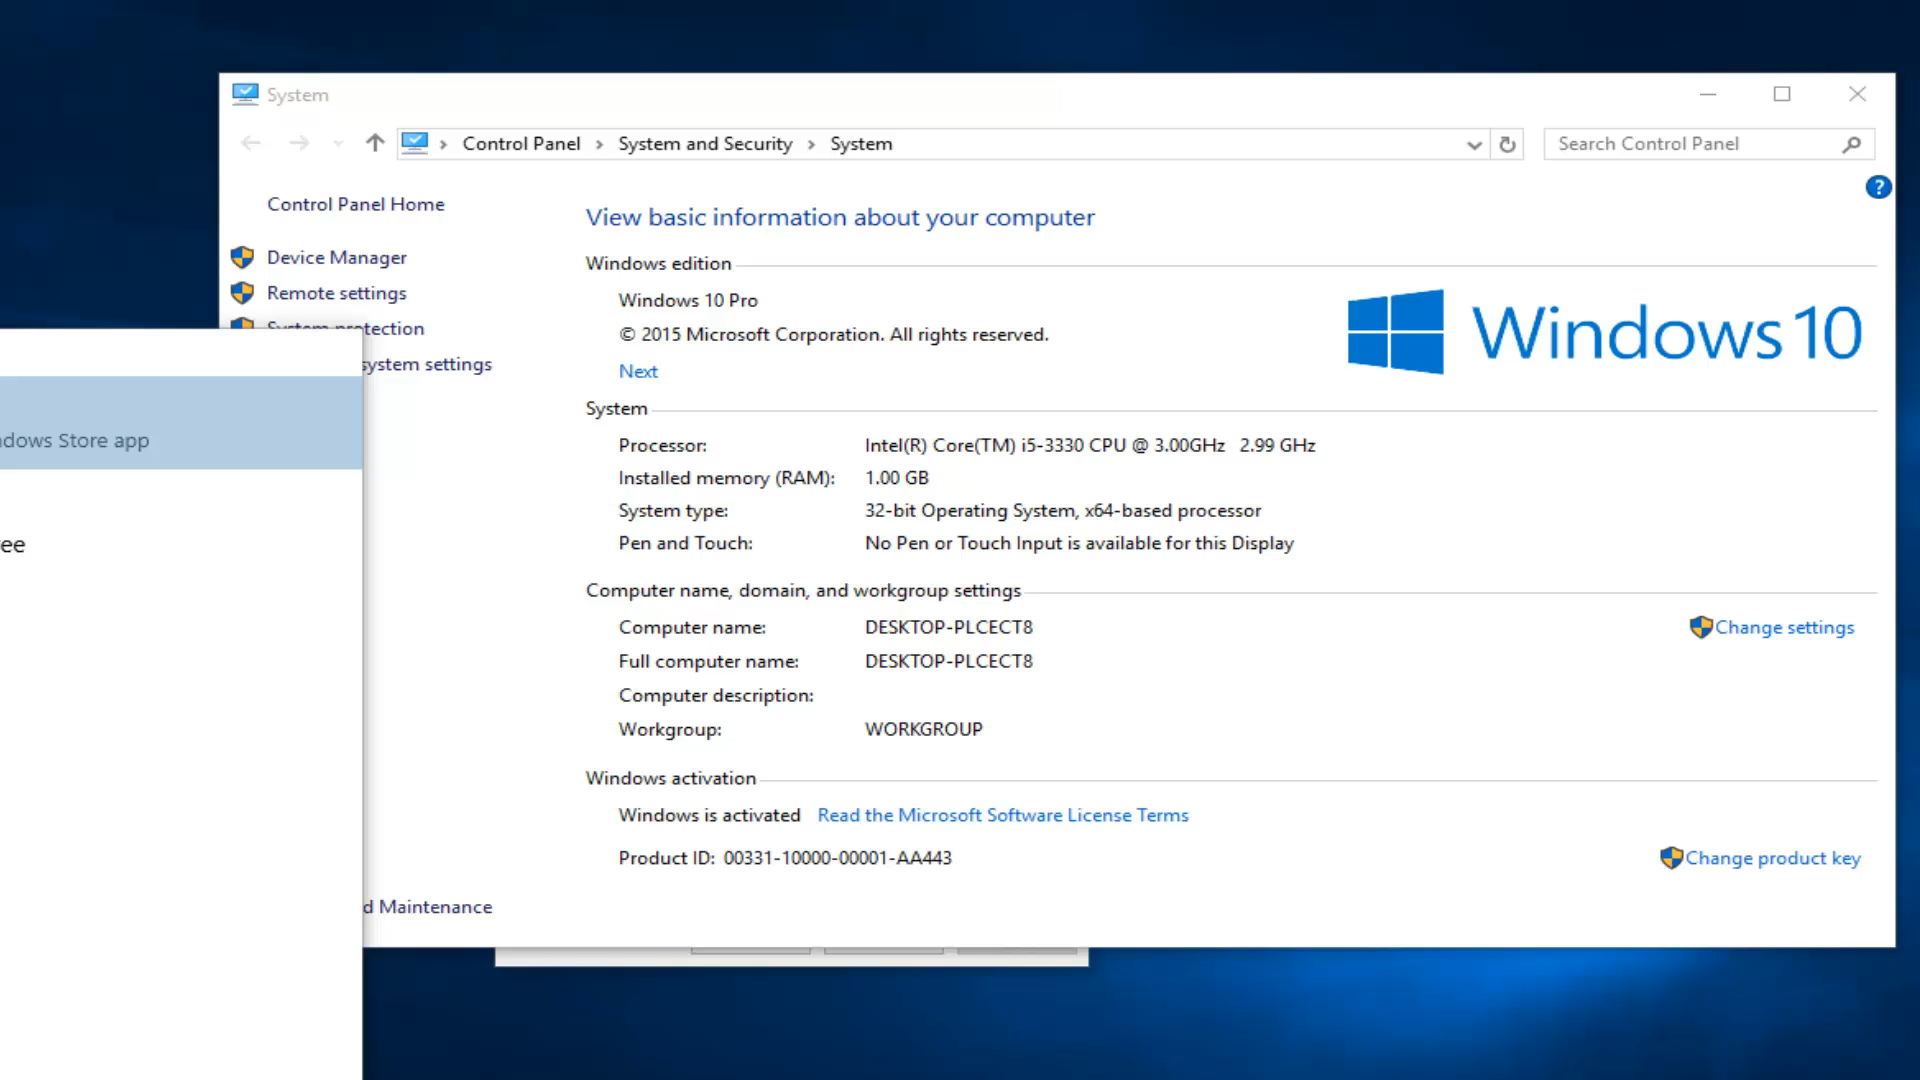 System
Control Panel > System and Security > System
Search Control Panel
?
Control Panel Home
Device Manager
Remote settings
System protection
system settings
d Maintenance
dows Store app
ee
View basic information about your computer
Windows edition
Windows 10 Pro
© 2015 Microsoft Corporation. All rights reserved.
Next
Windows 10
System
Processor: Intel(R) Core(TM) i5-3330 CPU @ 3.00GHz 2.99 GHz
Installed memory (RAM): 1.00 GB
System type: 32-bit Operating System, x64-based processor
Pen and Touch: No Pen or Touch Input is available for this Display
Computer name, domain, and workgroup settings
Computer name: DESKTOP-PLCECT8
Change settings
Full computer name: DESKTOP-PLCECT8
Computer description:
Workgroup: WORKGROUP
Windows activation
Windows is activated Read the Microsoft Software License Terms
Product ID: 00331-10000-00001-AA443
Change product key